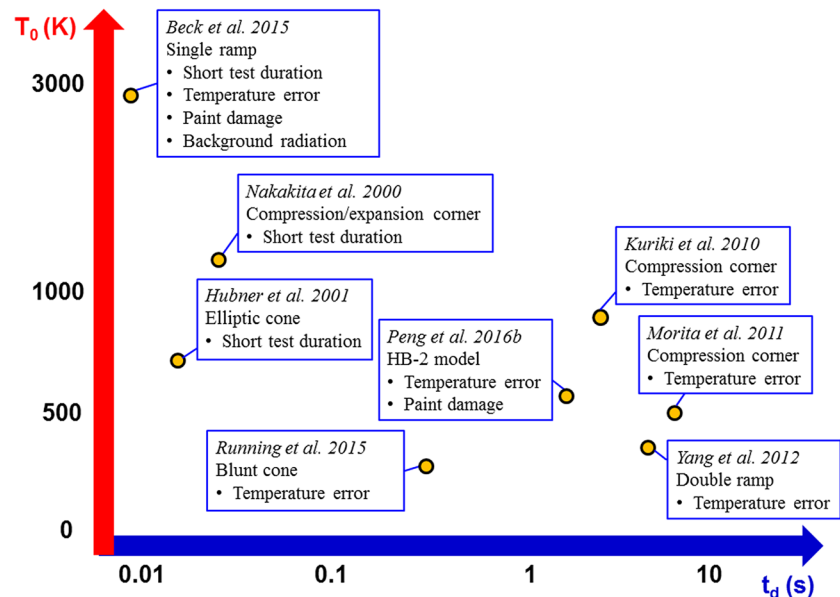 T₀ (K)
3000
1000
500
0
Beck et al. 2015
Single ramp
• Short test duration
• Temperature error
• Paint damage
• Background radiation
Nakakita et al. 2000
Compression/expansion corner
• Short test duration
Hubner et al. 2001
Elliptic cone
• Short test duration
Kuriki et al. 2010
Compression corner
• Temperature error
Peng et al. 2016b
HB-2 model
• Temperature error
• Paint damage
Morita et al. 2011
Compression corner
• Temperature error
Running et al. 2015
Blunt cone
• Temperature error
Yang et al. 2012
Double ramp
• Temperature error
0.01
0.1
1
10
t_d (s)